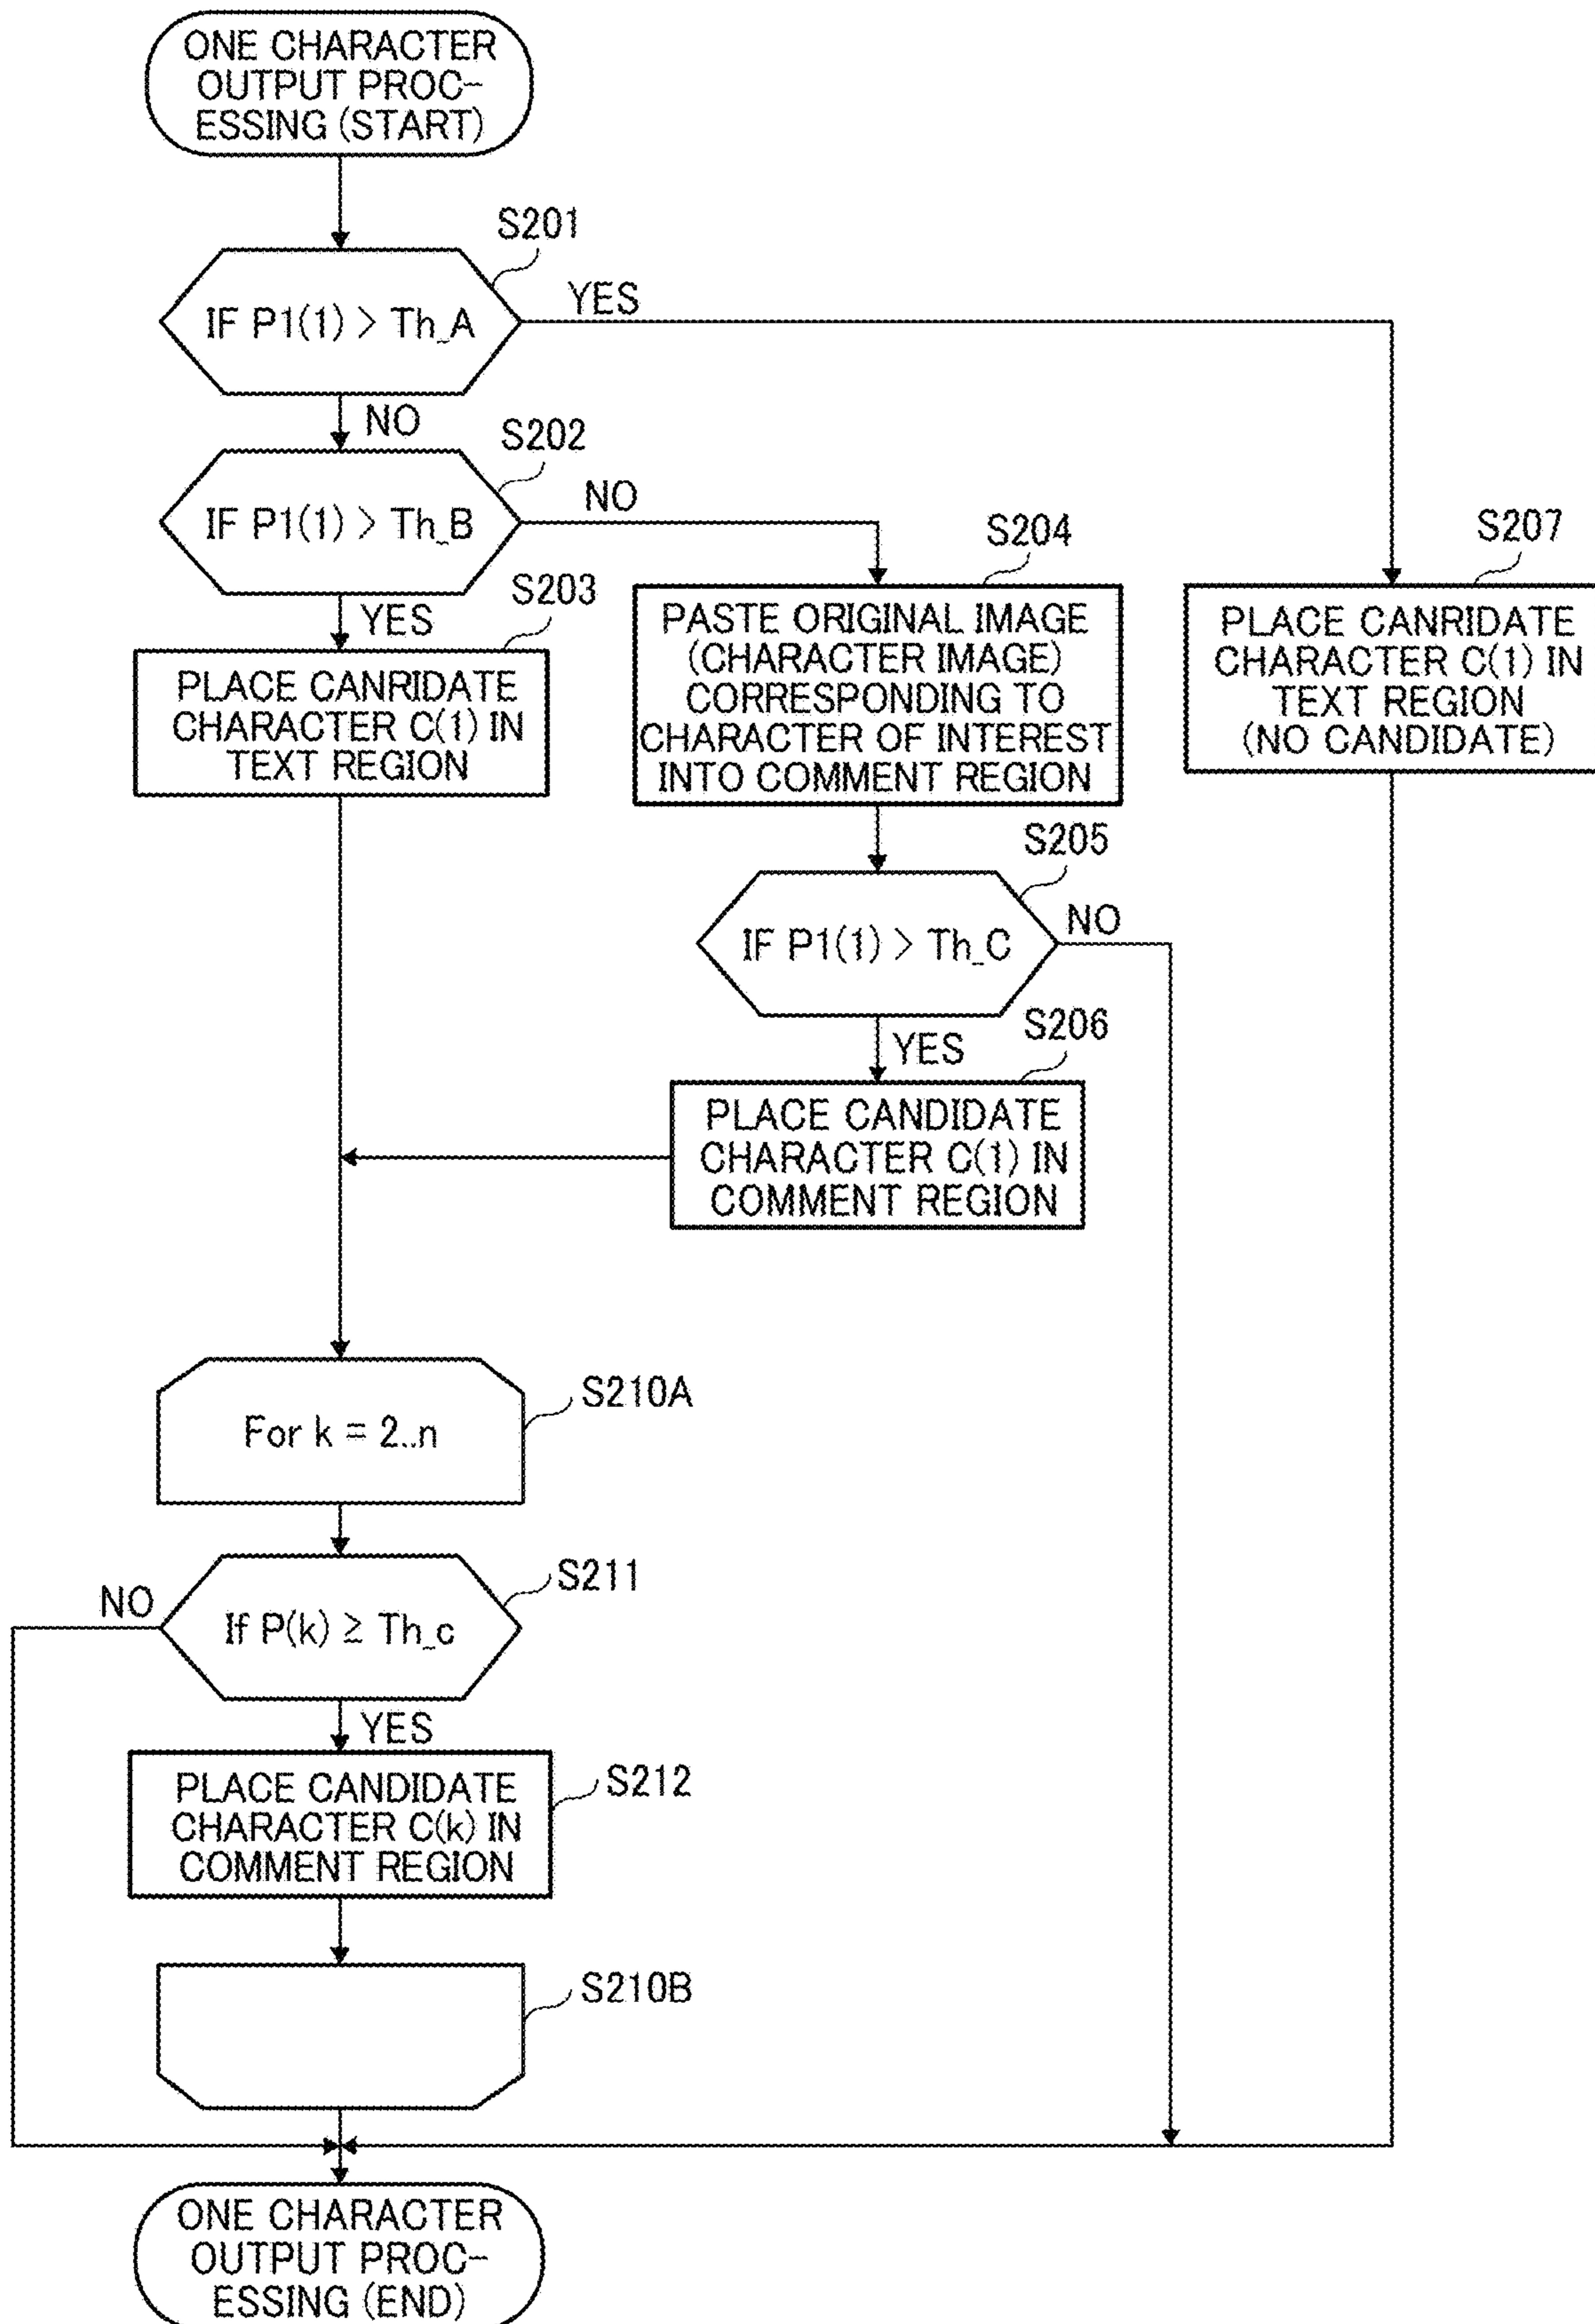 ONE CHARACTER
OUTPUT PROC-
ESSING (START)
S201
IF P1(1) > Th_A
YES
NO
S202
IF P1(1) > Th_B
NO
YES
S203
PLACE CANRIDATE
CHARACTER C(1) IN
TEXT REGION
S204
PASTE ORIGINAL IMAGE
(CHARACTER IMAGE)
CORRESPONDING TO
CHARACTER OF INTEREST
INTO COMMENT REGION
S207
PLACE CANRIDATE
CHARACTER C(1) IN
TEXT REGION
(NO CANDIDATE)
S205
IF P1(1) > Th_C
NO
YES
S206
PLACE CANDIDATE
CHARACTER C(1) IN
COMMENT REGION
S210A
For k = 2..n
S211
If P(k) ≥ Th_c
NO
YES
S212
PLACE CANDIDATE
CHARACTER C(k) IN
COMMENT REGION
S210B
ONE CHARACTER
OUTPUT PROC-
ESSING (END)